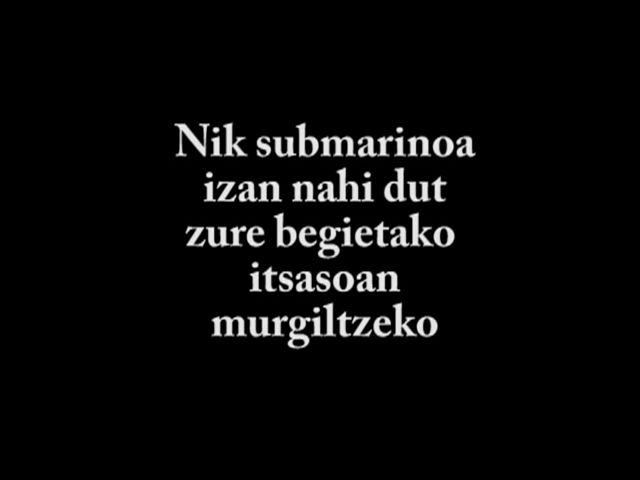 Nik submarinoa
izan nahi dut
zure begietako
itsasoan
murgiltzeko